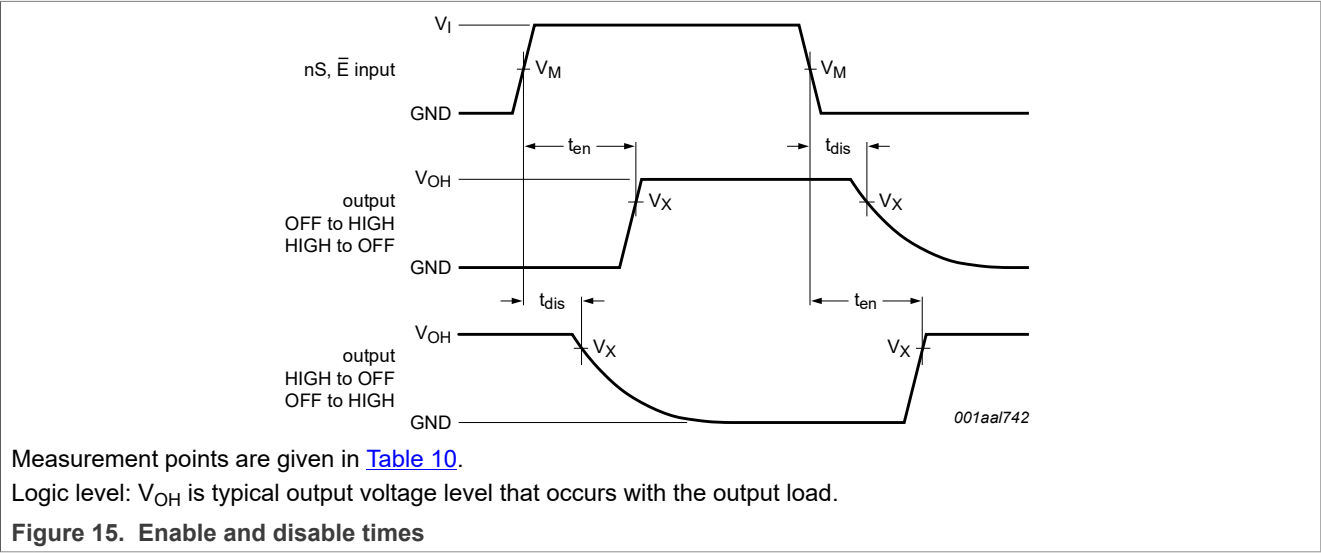 V_I
nS, E̅ input
V_M
V_M
GND
t_en
t_dis
V_OH
output
OFF to HIGH
HIGH to OFF
V_X
V_X
GND
t_dis
t_en
V_OH
output
HIGH to OFF
OFF to HIGH
V_X
V_X
GND
001aal742
Measurement points are given in Table 10.
Logic level: V_OH is typical output voltage level that occurs with the output load.
Figure 15. Enable and disable times